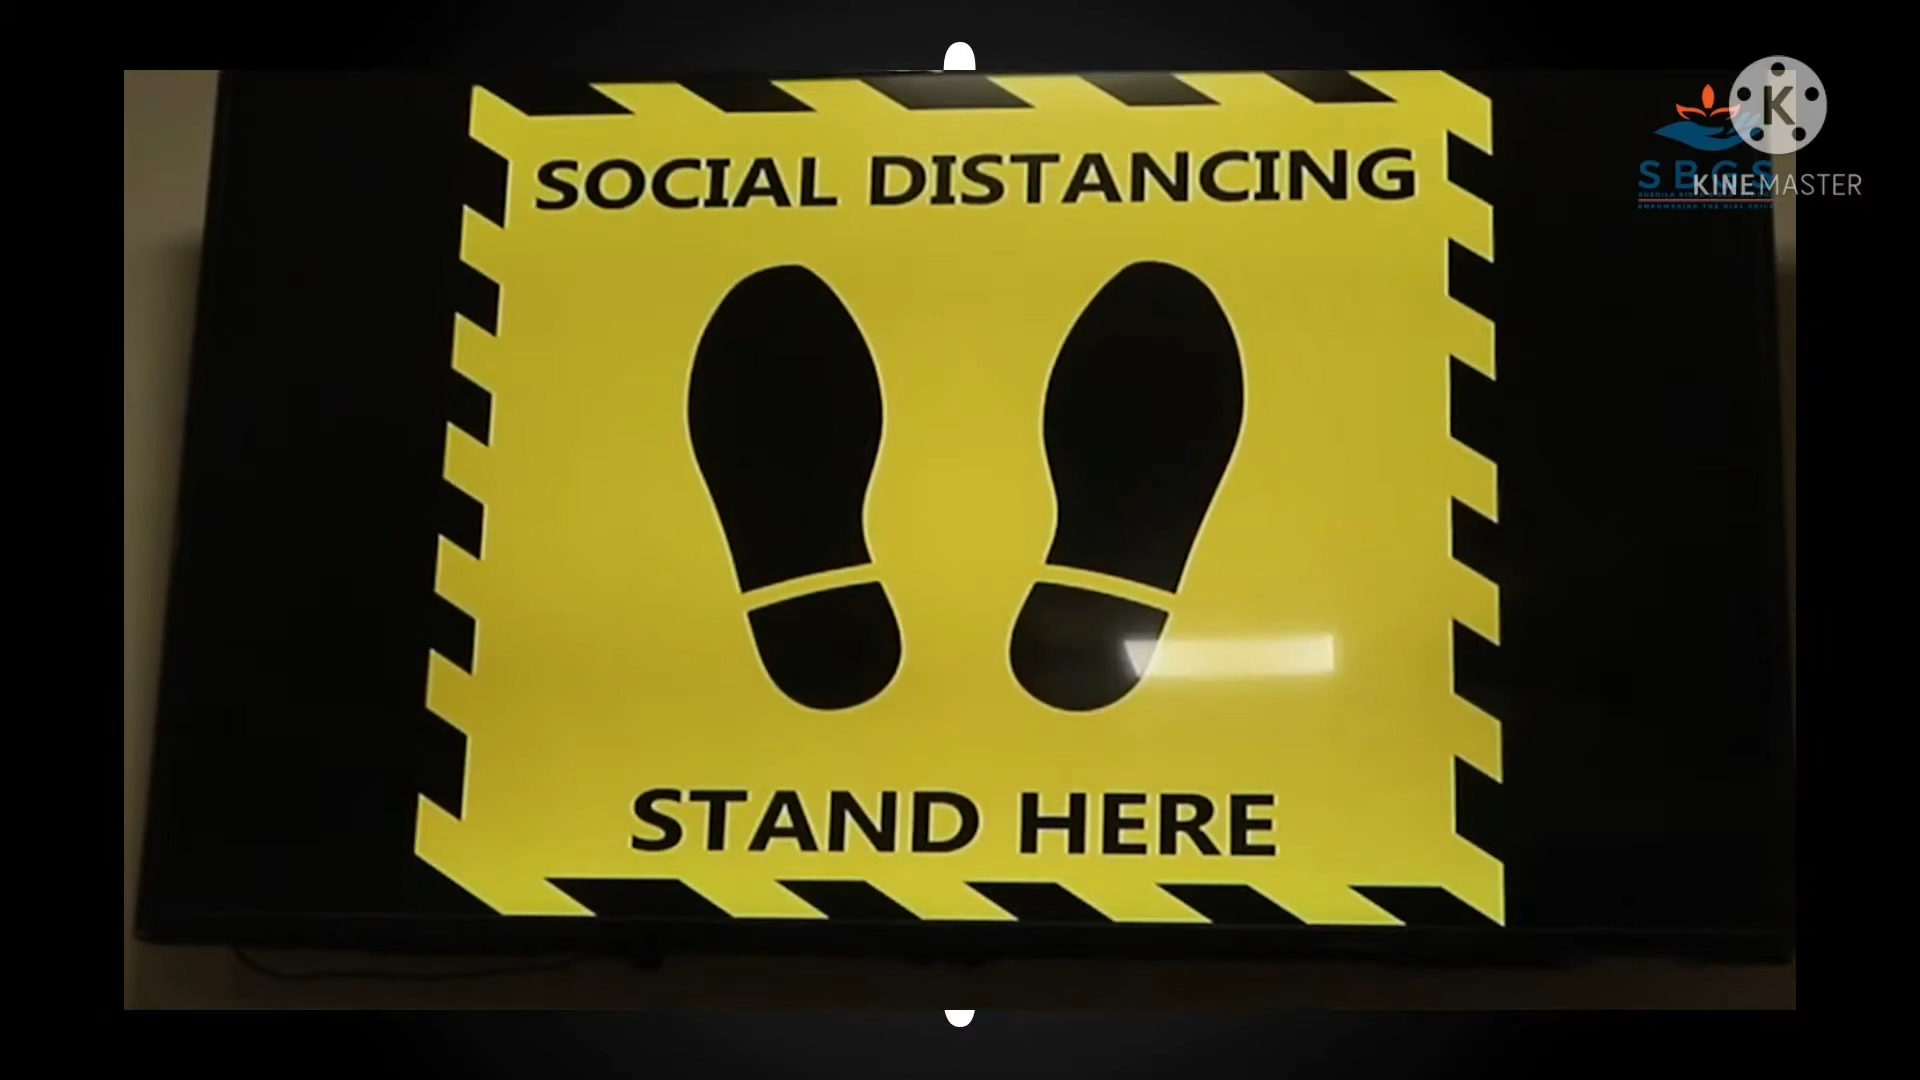 SOCIAL DISTANCING
K
SBGS
KINEMASTER
STAND HERE